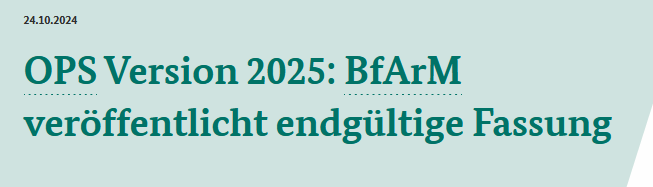 24.10.2024
OPS Version 2025: BfArM
veröffentlicht endgültige Fassung